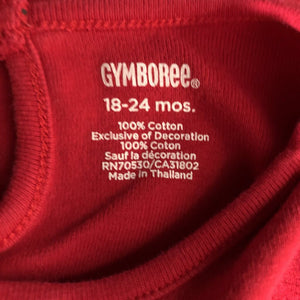 GYMBOREE®
18-24 mos.
100% Cotton
Exclusive of Decoration
100% Coton
Sauf la décoration
RN70530/CA31802
Made in Thailand